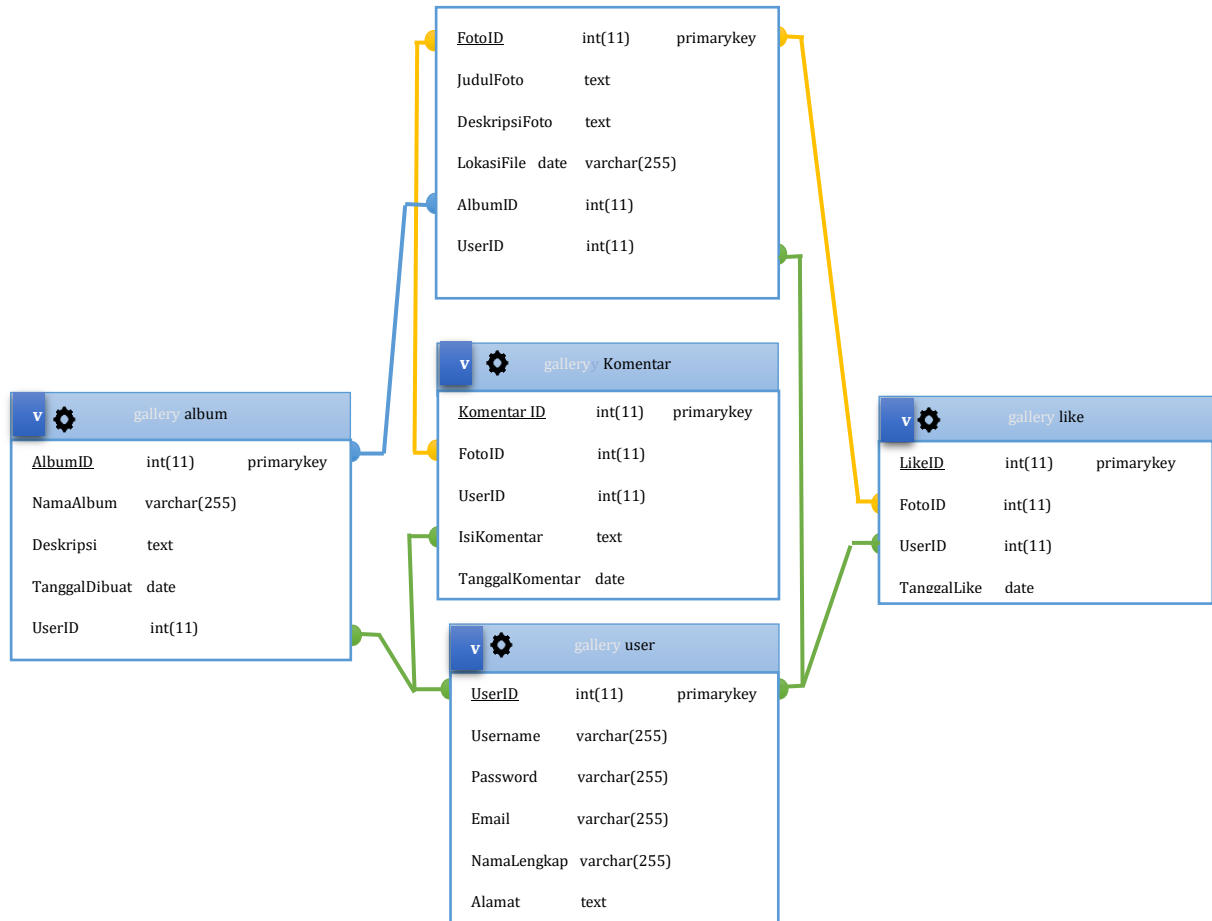 FotoID int(11) primarykey
JudulFoto text
DeskripsiFoto text
LokasiFile date varchar(255)
AlbumID int(11)
UserID int(11)
v galleryy Komentar
Komentar ID int(11) primarykey
FotoID int(11)
UserID int(11)
IsiKomentar text
TanggalKomentar date
v gallery album
AlbumID int(11) primarykey
NamaAlbum varchar(255)
Deskripsi text
TanggalDibuat date
UserID int(11)
v gallery like
LikeID int(11) primarykey
FotoID int(11)
UserID int(11)
TanggalLike date
v gallery user
UserID int(11) primarykey
Username varchar(255)
Password varchar(255)
Email varchar(255)
NamaLengkap varchar(255)
Alamat text